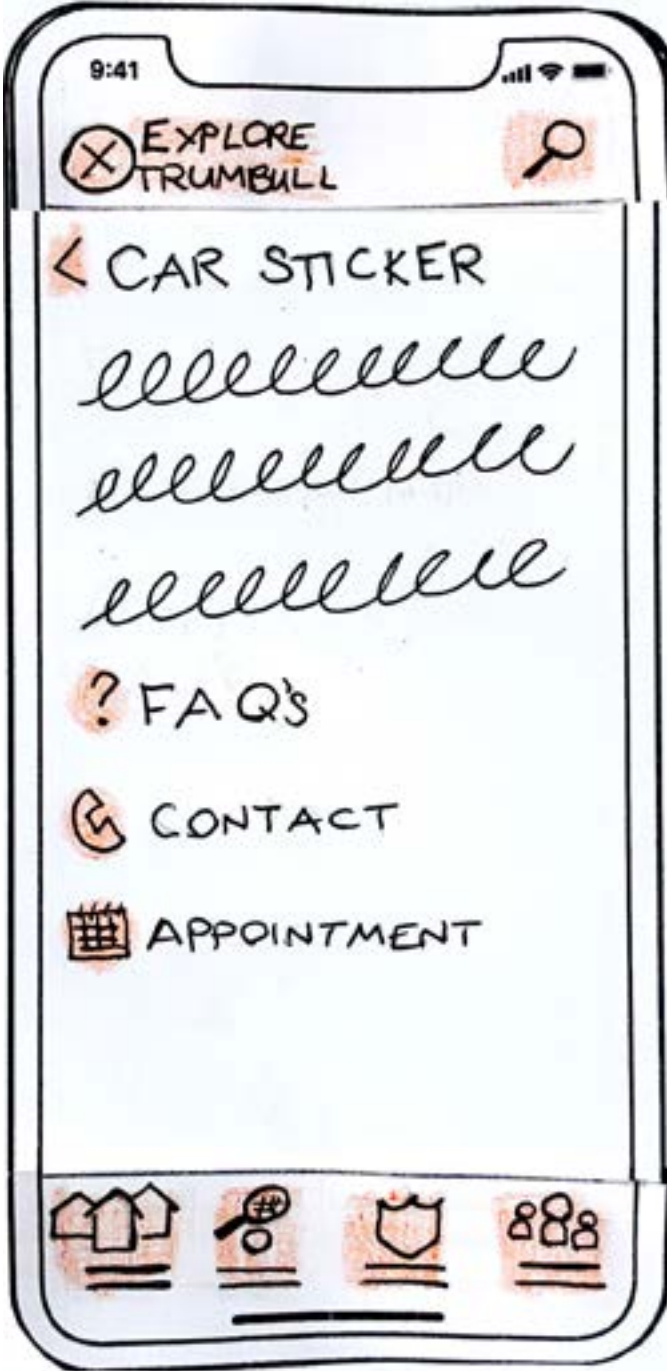 9:41
EXPLORE
TRUMBULL
< CAR STICKER
? FAQ'S
CONTACT
APPOINTMENT